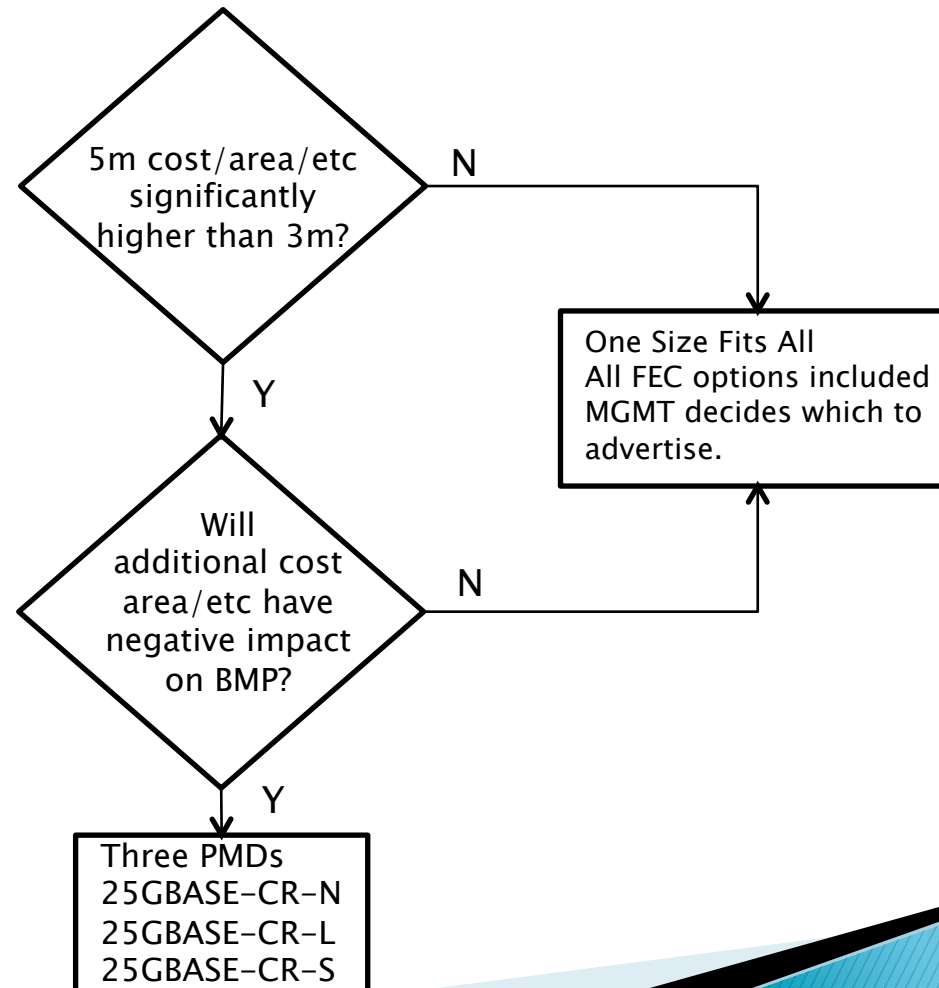 5m cost/area/etc
significantly
higher than 3m?
N
One Size Fits All
All FEC options included
MGMT decides which to
advertise.
Y
Will
additional cost
area/etc have
negative impact
on BMP?
N
Y
Three PMDs
25GBASE-CR-N
25GBASE-CR-L
25GBASE-CR-S